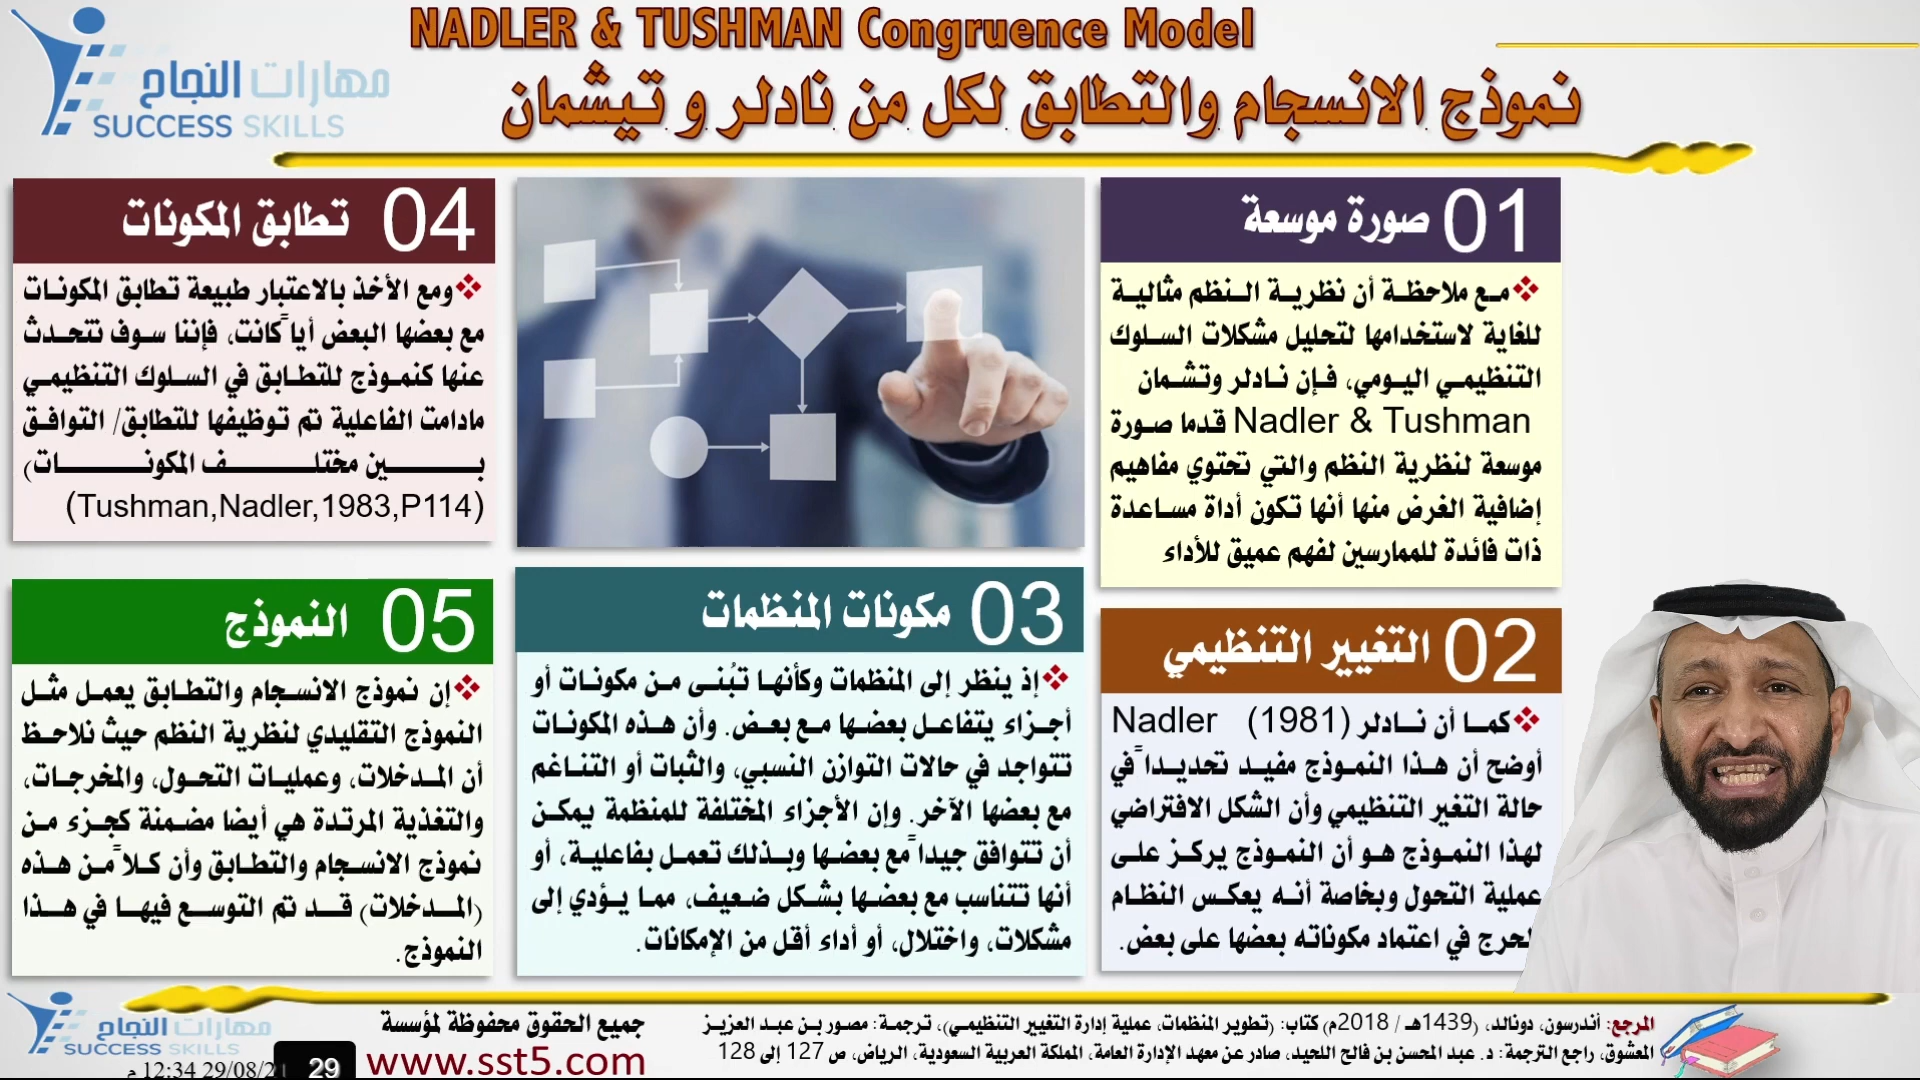 NADLER & TUSHMAN Congruence Model
نموذج الانسجام والتطابق لكل من نادلر و تيشمان
مهارات النجاح
SUCCESS SKILLS
01 صورة موسعة
مع ملاحظة أن نظرية النظم مثالية
للغاية لاستخدامها لتحليل مشكلات السلوك
التنظيمي اليومي، فإن نادلر وتشمان
Nadler & Tushman قدما صورة
موسعة لنظرية النظم والتي تحتوي مفاهيم
إضافية الغرض منها أنها تكون أداة مساعدة
ذات فائدة للممارسين لفهم عميق للأداء
02 التغيير التنظيمي
كما أن نادلر (1981) Nadler
أوضح أن هذا النموذج مفيد تحديداً في
حالة التغير التنظيمي وأن الشكل الافتراضي
لهذا النموذج هو أن النموذج يركز على
عملية التحول وبخاصة أنه يعكس النظام
لحرج في اعتماد مكوناته بعضها على بعض.
03 مكونات المنظمات
إذ ينظر إلى المنظمات وكأنها تُبنى من مكونات أو
أجزاء يتفاعل بعضها مع بعض. وأن هذه المكونات
تتواجد في حالات التوازن النسبي، والثبات أو التناغم
مع بعضها الآخر. وإن الأجزاء المختلفة للمنظمة يمكن
أن تتوافق جيداً مع بعضها وبذلك تعمل بفاعلية، أو
أنها تتناسب مع بعضها بشكل ضعيف، مما يؤدي إلى
مشكلات، واختلال، أو أداء أقل من الإمكانات.
04 تطابق المكونات
ومع الأخذ بالاعتبار طبيعة تطابق المكونات
مع بعضها البعض أياً كانت، فإننا سوف نتحدث
عنها كنموذج للتطابق في السلوك التنظيمي
مادامت الفاعلية تم توظيفها للتطابق/ التوافق
بين مختلف المكونات)
(Tushman,Nadler,1983,P114)
05 النموذج
إن نموذج الانسجام والتطابق يعمل مثل
النموذج التقليدي لنظرية النظم حيث نلاحظ
أن المدخلات، وعمليات التحول، والمخرجات،
والتغذية المرتدة هي أيضا مضمنة كجزء من
نموذج الانسجام والتطابق وأن كلاً من هذه
(المدخلات) قد تم التوسع فيها في هذا
النموذج.
المرجع: أندرسون، دونالد، (1439هـ / 2018م) كتاب: (تطوير المنظمات، عملية إدارة التغيير التنظيمي)، ترجمة: مصور بن عبد العزيز
المعشوق، راجع الترجمة: د. عبد المحسن بن فالح اللحيد، صادر عن معهد الإدارة العامة، المملكة العربية السعودية، الرياض، ص 127 إلى 128
جميع الحقوق محفوظة لمؤسسة
www.sst5.com
مهارات النجاح
SUCCESS SKILLS
29
12:34 29/08/2 م